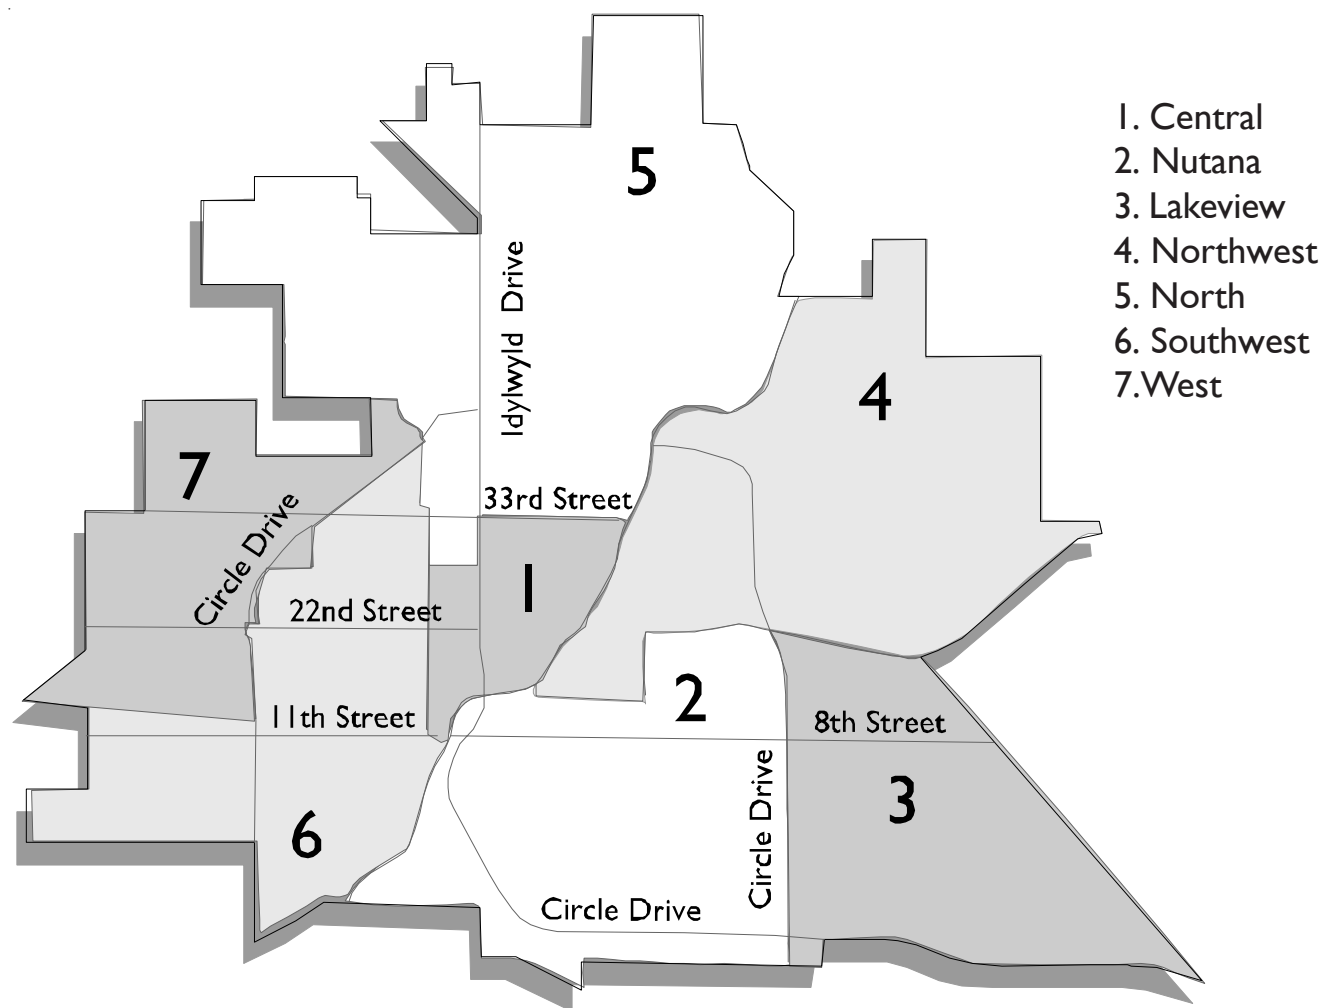 5
1. Central
2. Nutana
3. Lakeview
4. Northwest
5. North
6. Southwest
7.West
Idylwyld Drive
4
7
33rd Street
Circle Drive
1
22nd Street
2
11th Street
8th Street
Circle Drive
3
6
Circle Drive